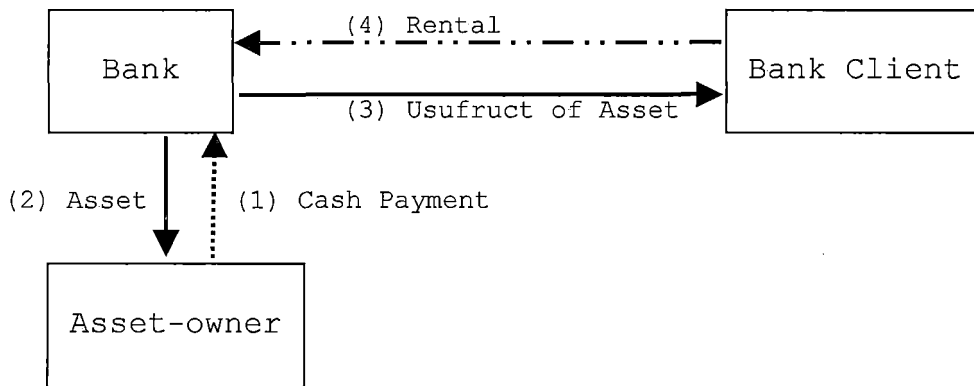 (4) Rental
Bank
Bank Client
(3) Usufruct of Asset
(2) Asset
(1) Cash Payment
Asset-owner